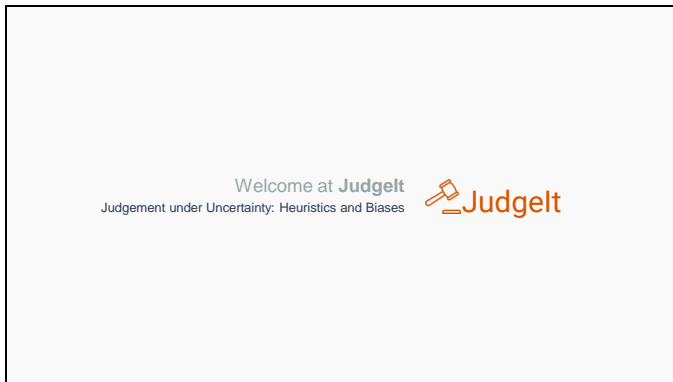 Welcome at JudgeIt
Judgement under Uncertainty: Heuristics and Biases
JudgeIt